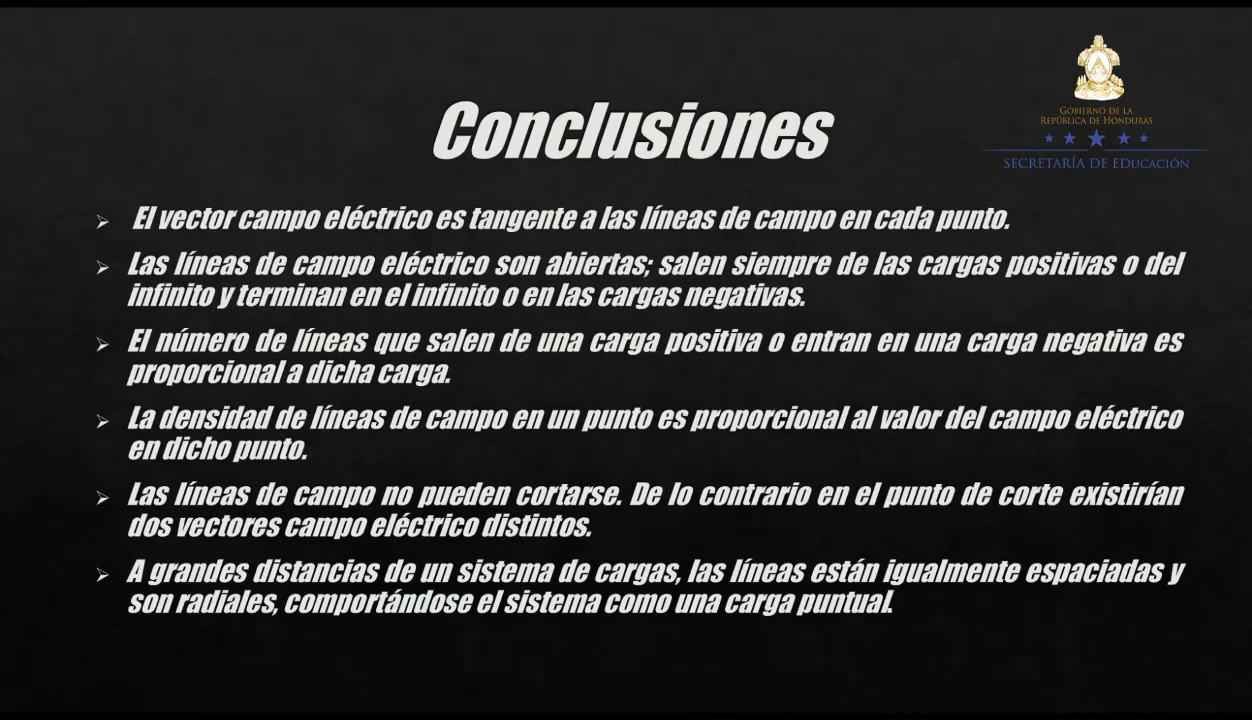 GOBIERNO DE LA
REPÚBLICA DE HONDURAS
SECRETARÍA DE EDUCACIÓN
Conclusiones
El vector campo eléctrico es tangente a las líneas de campo en cada punto.
Las líneas de campo eléctrico son abiertas; salen siempre de las cargas positivas o del
infinito y terminan en el infinito o en las cargas negativas.
El número de líneas que salen de una carga positiva o entran en una carga negativa es
proporcional a dicha carga.
La densidad de líneas de campo en un punto es proporcional al valor del campo eléctrico
en dicho punto.
Las líneas de campo no pueden cortarse. De lo contrario en el punto de corte existirían
dos vectores campo eléctrico distintos.
A grandes distancias de un sistema de cargas, las líneas están igualmente espaciadas y
son radiales, comportándose el sistema como una carga puntual.